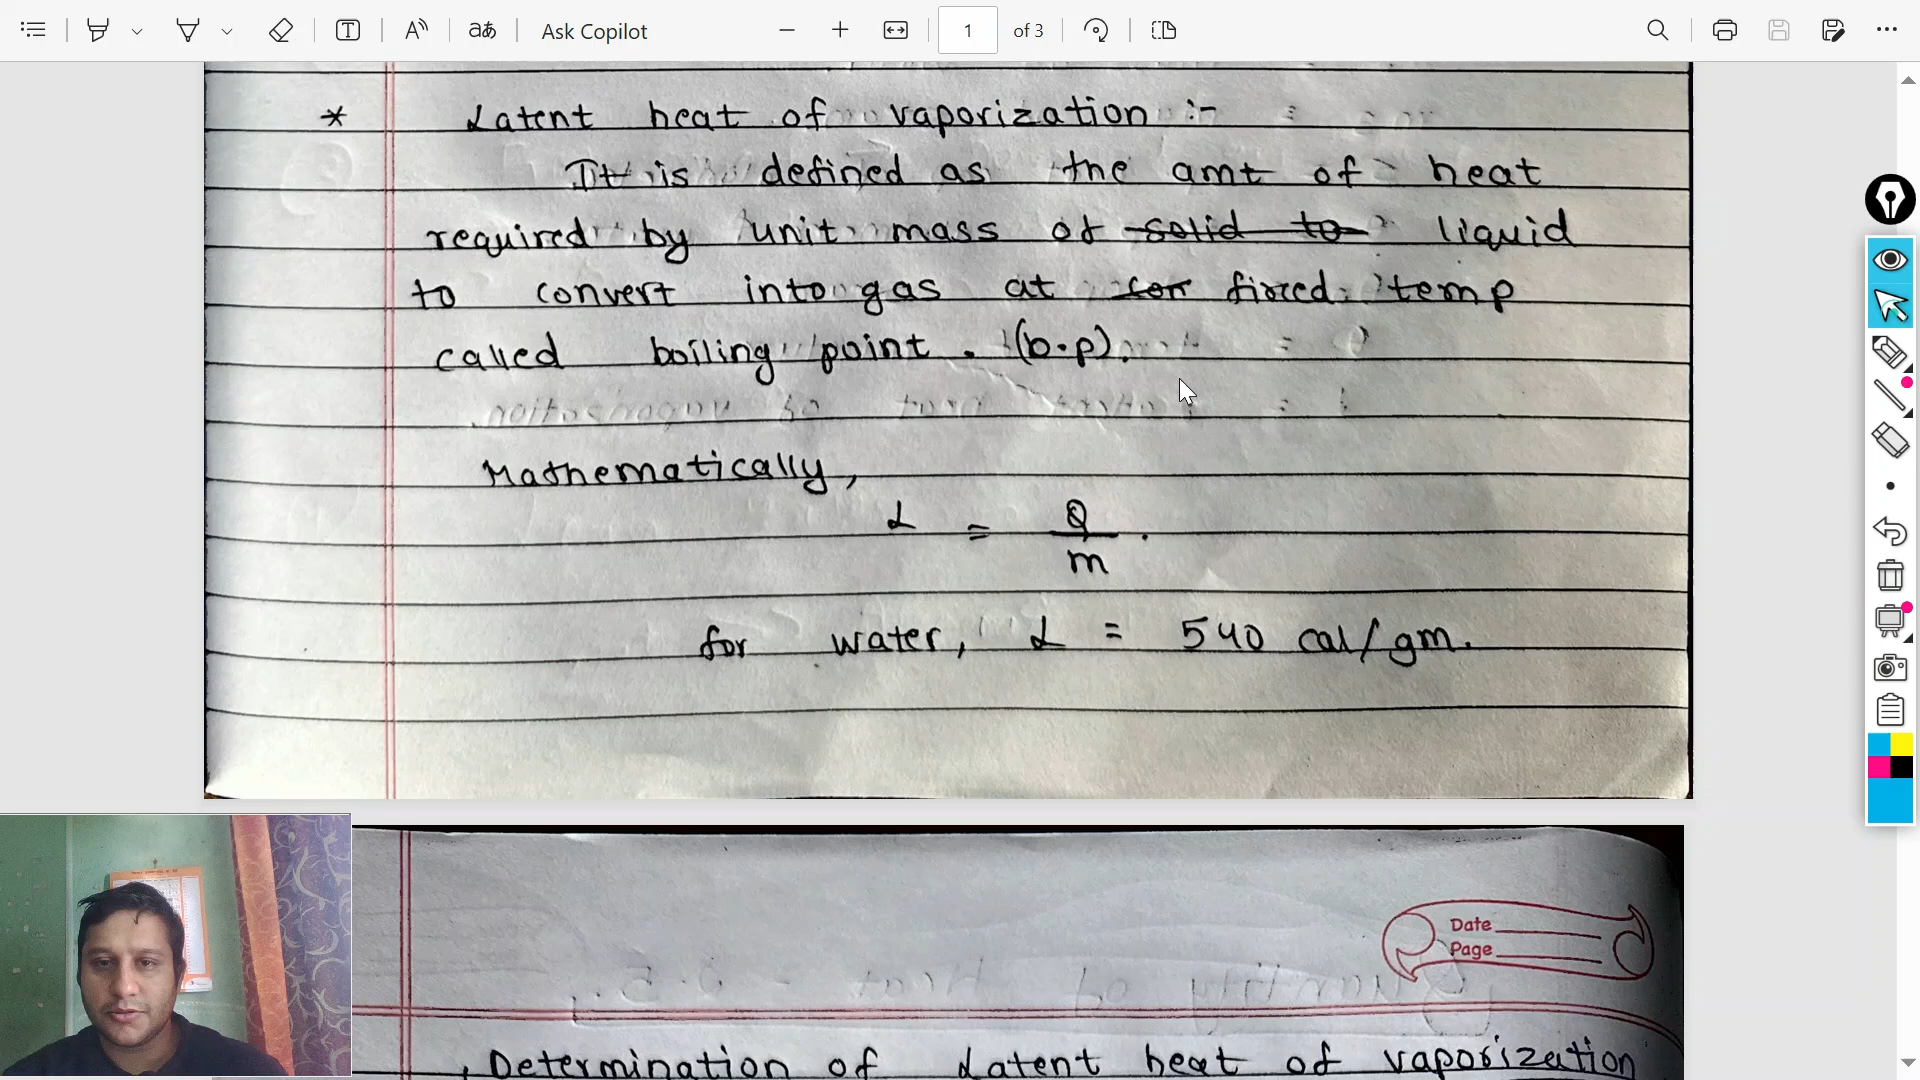 Ask Copilot
1 of 3
* Latent heat of vaporization :-
It is defined as the amt of heat
required by unit mass of solid to liquid
to convert into gas at for fixed temp
called boiling point. (b.p).
Mathematically,
L = Q
m
for water, L = 540 cal/gm.
Date
Page
Determination of Latent heat of vaporization